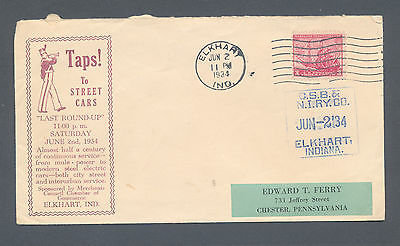 Taps!
To
STREET
CARS
"LAST ROUND-UP"
11:00 p. m.
SATURDAY
JUNE 2nd, 1934
Almost half a century
of continuous service—
from mule-power to
modern steel electric
cars—both city street
and interurban service.
Sponsored by Merchants
Council Chamber of
Commerce
ELKHART, IND.
ELKHART
JUN 2
11 PM
1934
IND.
C.S.B.&
N.I.RY.CO.
JUN-2 1934
ELKHART,
INDIANA.
EDWARD T. FERRY
733 Jeffrey Street
CHESTER, PENNSYLVANIA